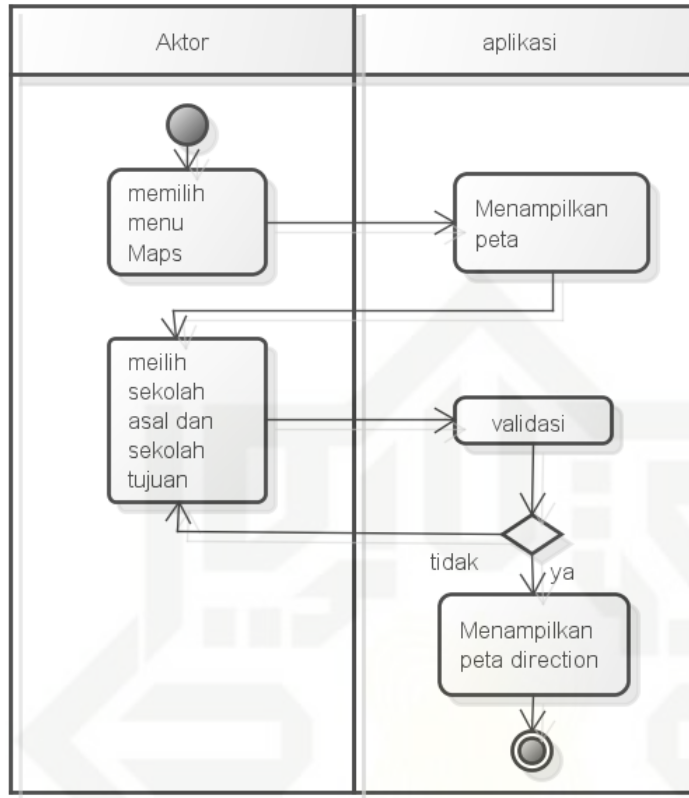 Aktor
aplikasi
memilih
menu
Maps
Menampilkan
peta
meilih
sekolah
asal dan
sekolah
tujuan
validasi
tidak
ya
Menampilkan
peta direction